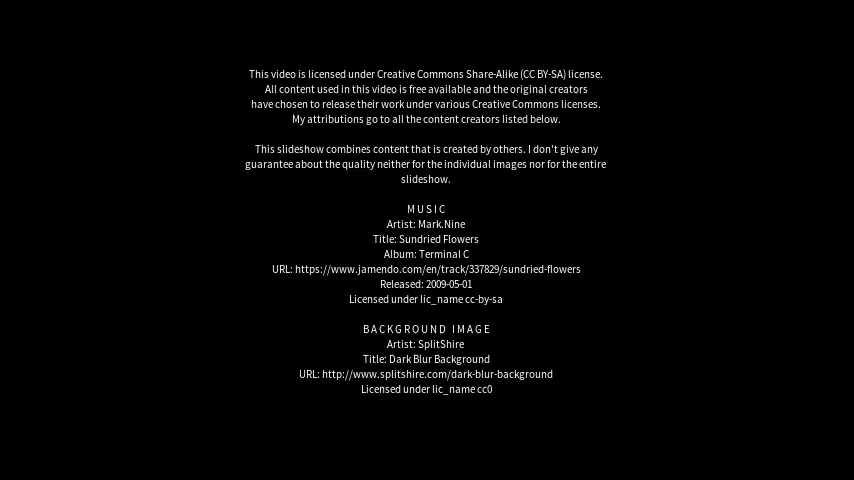 This video is licensed under Creative Commons Share-Alike (CC BY-SA) license.
All content used in this video is free available and the original creators
have chosen to release their work under various Creative Commons licenses.
My attributions go to all the content creators listed below.
This slideshow combines content that is created by others. I don't give any
guarantee about the quality neither for the individual images nor for the entire
slideshow.
MUSIC
Artist: Mark.Nine
Title: Sundried Flowers
Album: Terminal C
URL: https://www.jamendo.com/en/track/337829/sundried-flowers
Released: 2009-05-01
Licensed under lic_name cc-by-sa
BACKGROUND IMAGE
Artist: SplitShire
Title: Dark Blur Background
URL: http://www.splitshire.com/dark-blur-background
Licensed under lic_name cc0